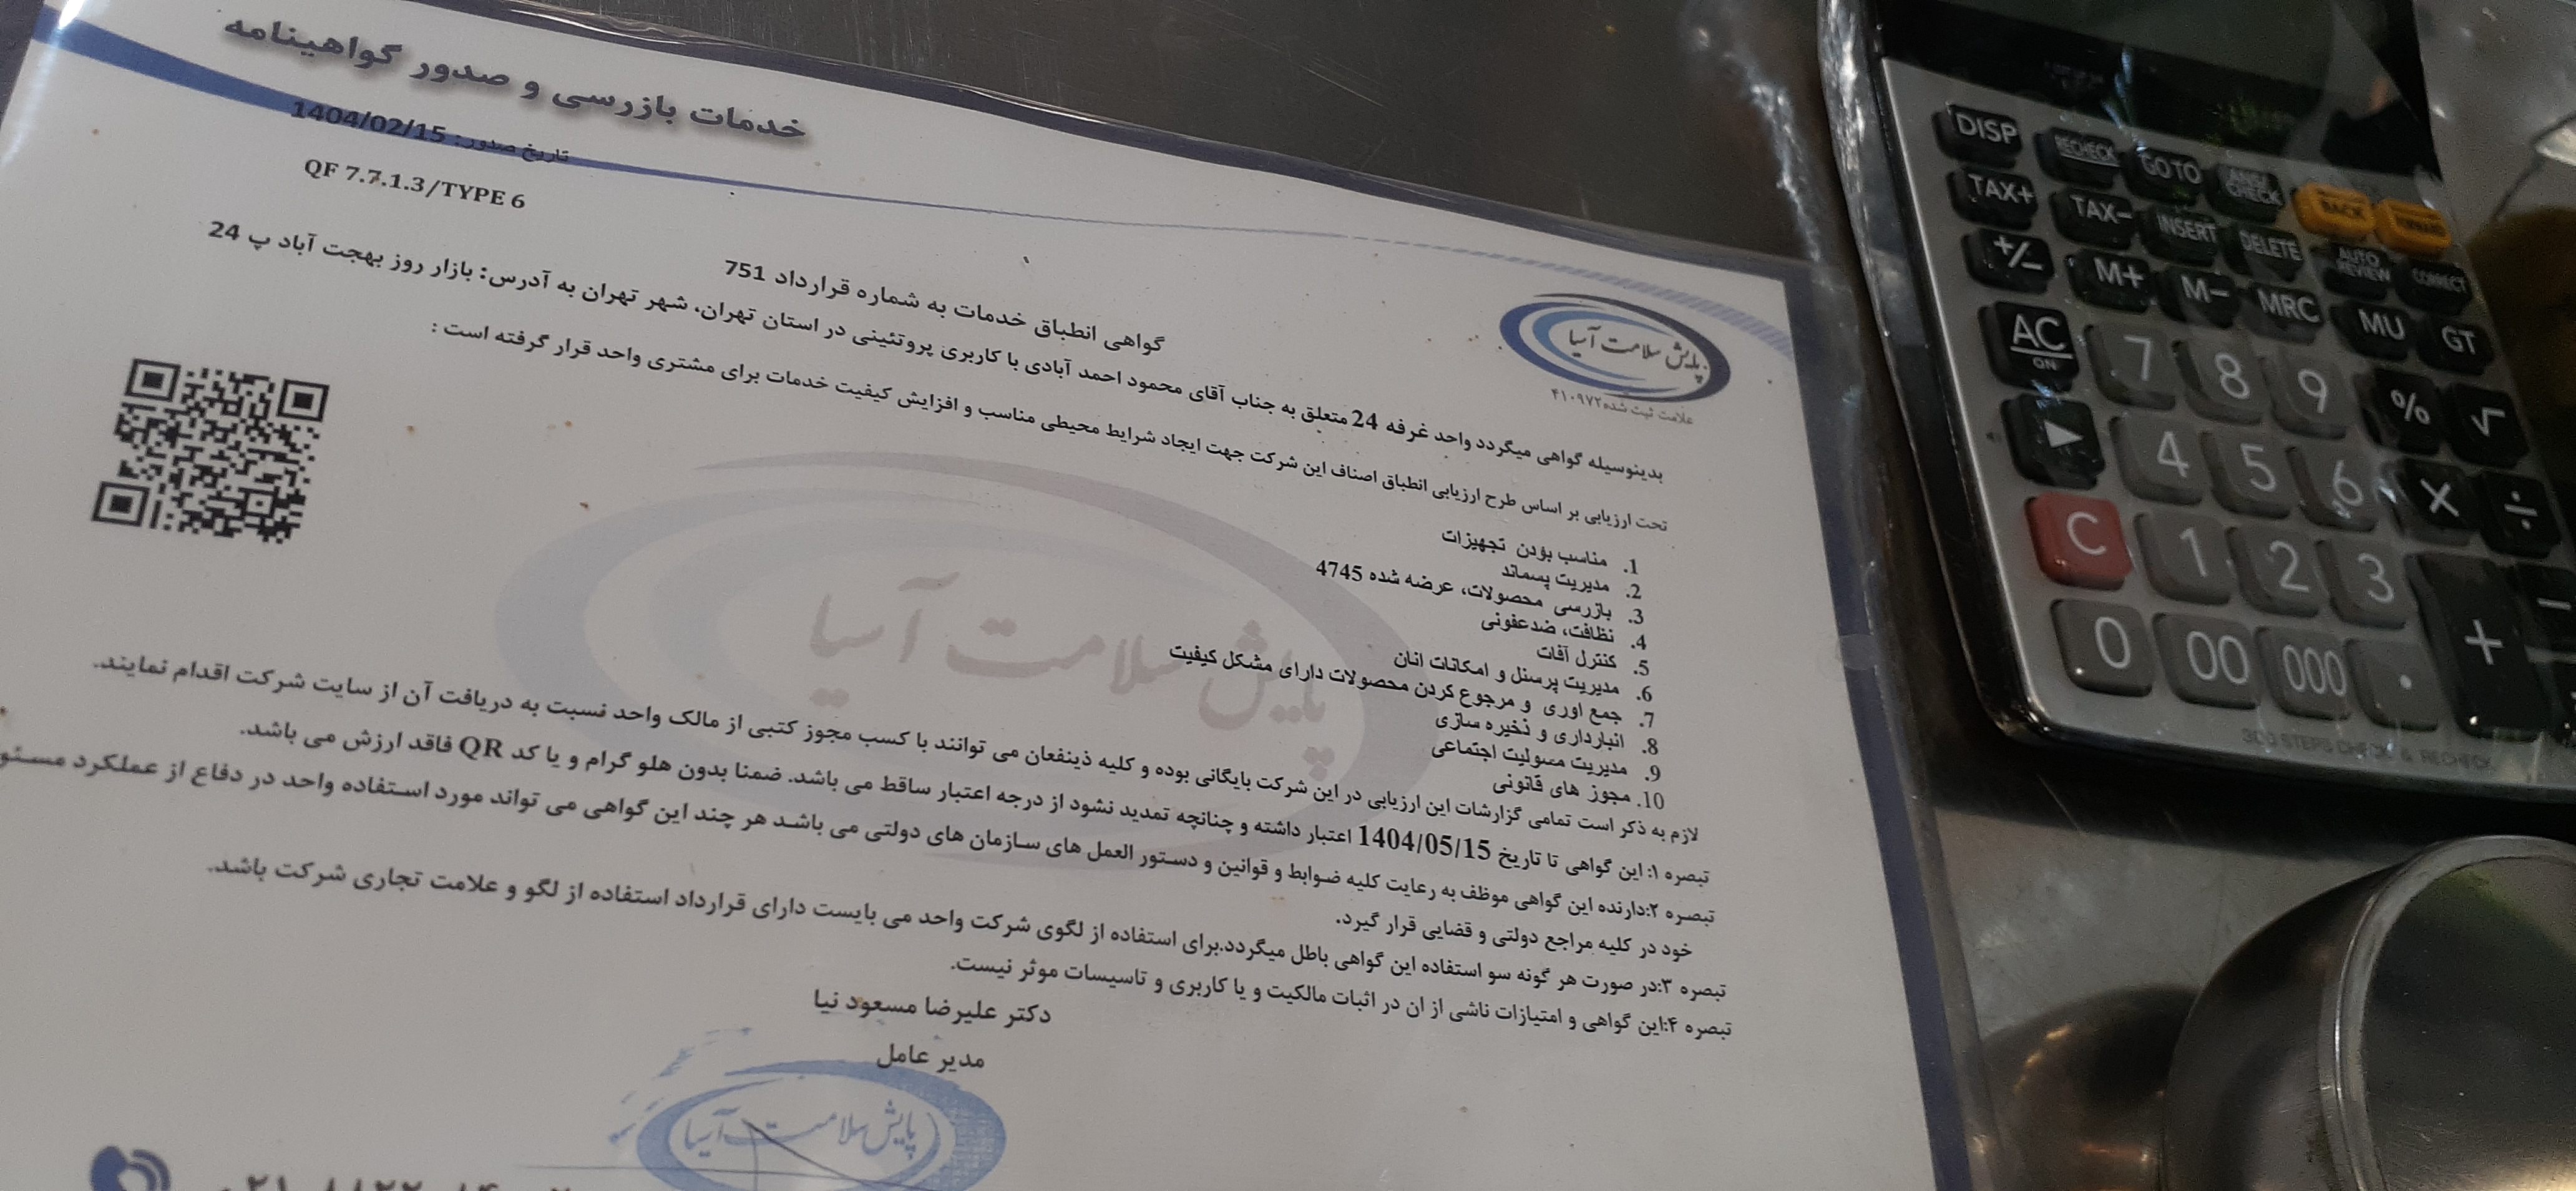 خدمات بازرسی و صدور گواهینامه
تاریخ صدور: 1404/02/15
QF 7.7.1.3/TYPE 6
پایش سلامت آسیا
علامت ثبت شده ۴۱۰۹۷۲
گواهی انطباق خدمات به شماره قرارداد 751
بدینوسیله گواهی میگردد واحد غرفه 24 متعلق به جناب آقای محمود احمد آبادی با کاربری پروتئینی در استان تهران، شهر تهران به آدرس: بازار روز بهجت آباد پ 24
تحت ارزیابی بر اساس طرح ارزیابی انطباق اصناف این شرکت جهت ایجاد شرایط محیطی مناسب و افزایش کیفیت خدمات برای مشتری واحد قرار گرفته است :
1. مناسب بودن تجهیزات
2. مدیریت پسماند
3. بازرسی محصولات، عرضه شده 4745
4. نظافت، ضدعفونی
5. کنترل آفات
6. مدیریت پرسنل و امکانات انان
7. جمع اوری و مرجوع کردن محصولات دارای مشکل کیفیت
8. انبارداری و ذخیره سازی
9. مدیریت مسولیت اجتماعی
10. مجوز های قانونی
لازم به ذکر است تمامی گزارشات این ارزیابی در این شرکت بایگانی بوده و کلیه ذینفعان می توانند با کسب مجوز کتبی از مالک واحد نسبت به دریافت آن از سایت شرکت اقدام نمایند.
تبصره ۱: این گواهی تا تاریخ 1404/05/15 اعتبار داشته و چنانچه تمدید نشود از درجه اعتبار ساقط می باشد. ضمنا بدون هلو گرام و یا کد QR فاقد ارزش می باشد.
تبصره ۲:دارنده این گواهی موظف به رعایت کلیه ضوابط و قوانین و دستور العمل های سازمان های دولتی می باشد هر چند این گواهی می تواند مورد استفاده واحد در دفاع از عملکرد
خود در کلیه مراجع دولتی و قضایی قرار گیرد.
تبصره ۳:در صورت هر گونه سو استفاده این گواهی باطل میگردد.برای استفاده از لگوی شرکت واحد می بایست دارای قرارداد استفاده از لگو و علامت تجاری شرکت باشد.
تبصره ۴:این گواهی و امتیازات ناشی از ان در اثبات مالکیت و یا کاربری و تاسیسات موثر نیست.
پایش سلامت آسیا
دکتر علیرضا مسعود نیا
مدیر عامل
پایش سلامت آسیا
DISP RECHECK GO TO CHECK BACK
TAX+ TAX− INSERT DELETE AUTO REVIEW CORRECT
+/− M+ M− MRC MU GT
AC ON 7 8 9 % √
▶ 4 5 6 × ÷
C 1 2 3 + −
0 00 000 .
300 STEPS CHECK & RECHECK